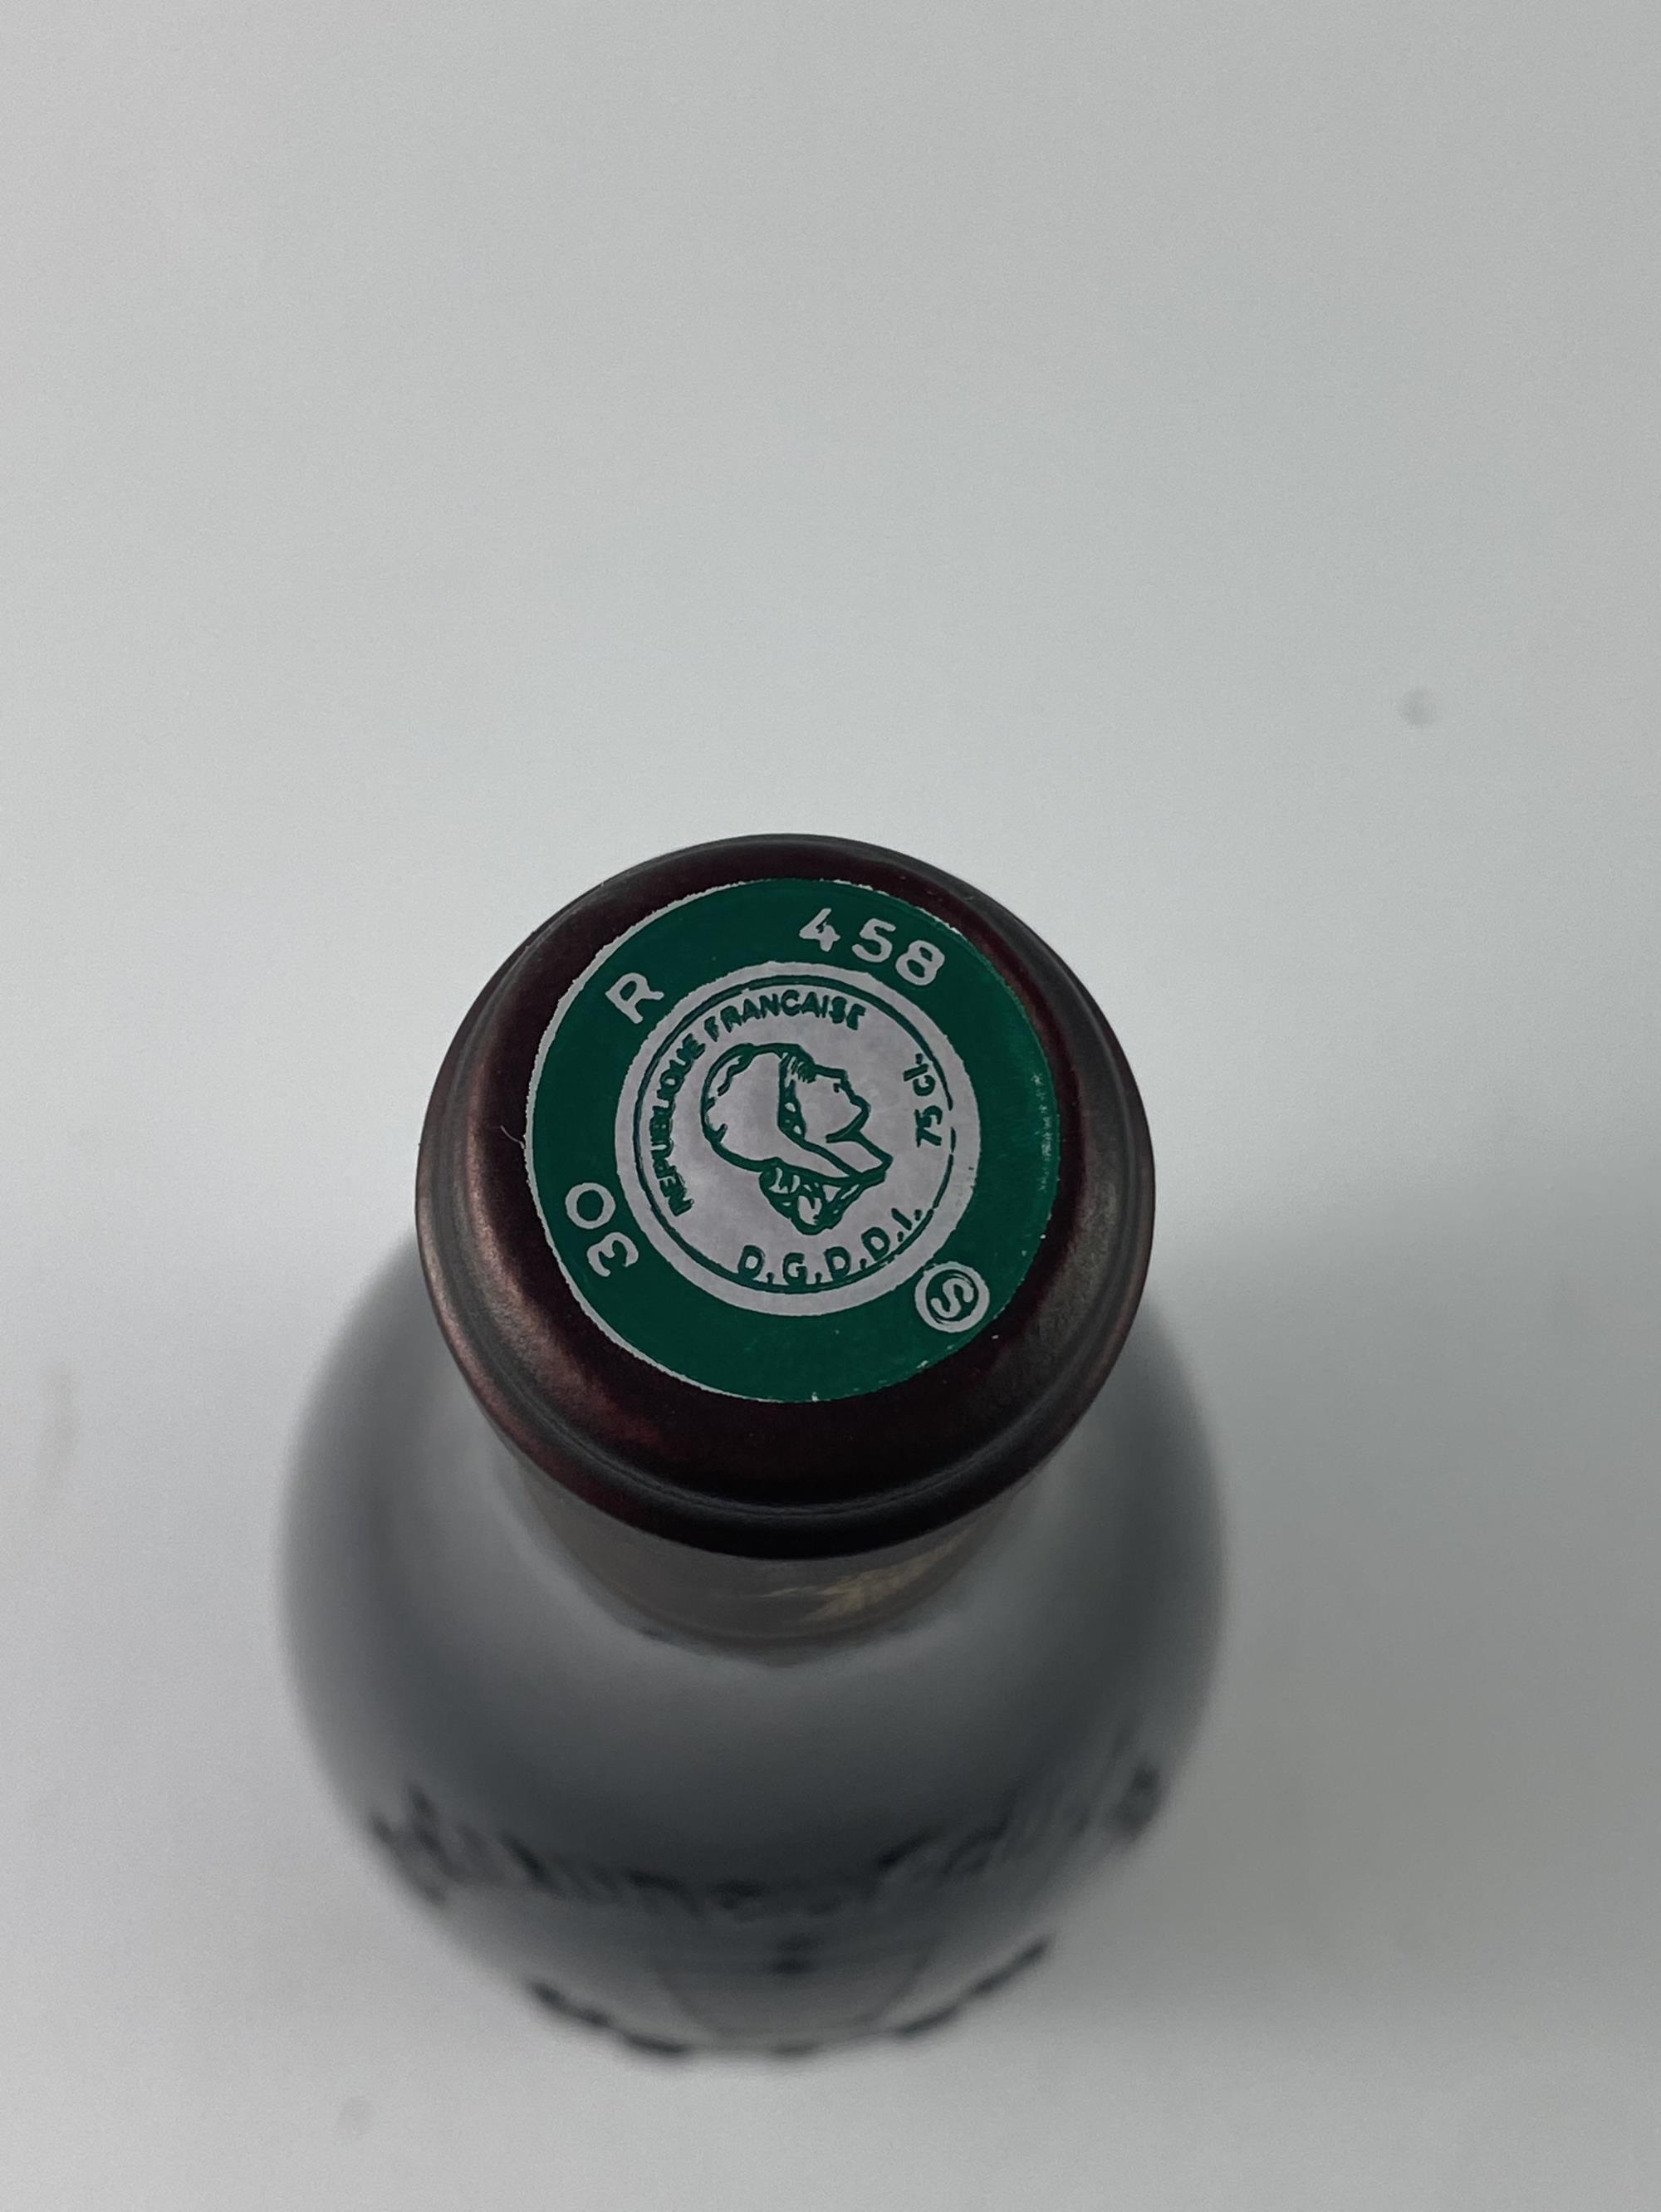 30 R 458
REPUBLIQUE FRANCAISE
75 cl.
D.G.D.D.I.
S